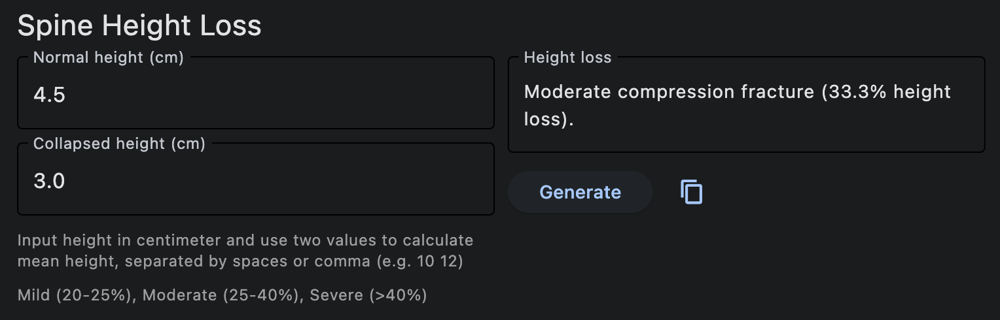 Spine Height Loss
Normal height (cm)
4.5
Collapsed height (cm)
3.0
Input height in centimeter and use two values to calculate
mean height, separated by spaces or comma (e.g. 10 12)
Mild (20-25%), Moderate (25-40%), Severe (>40%)
Height loss
Moderate compression fracture (33.3% height
loss).
Generate